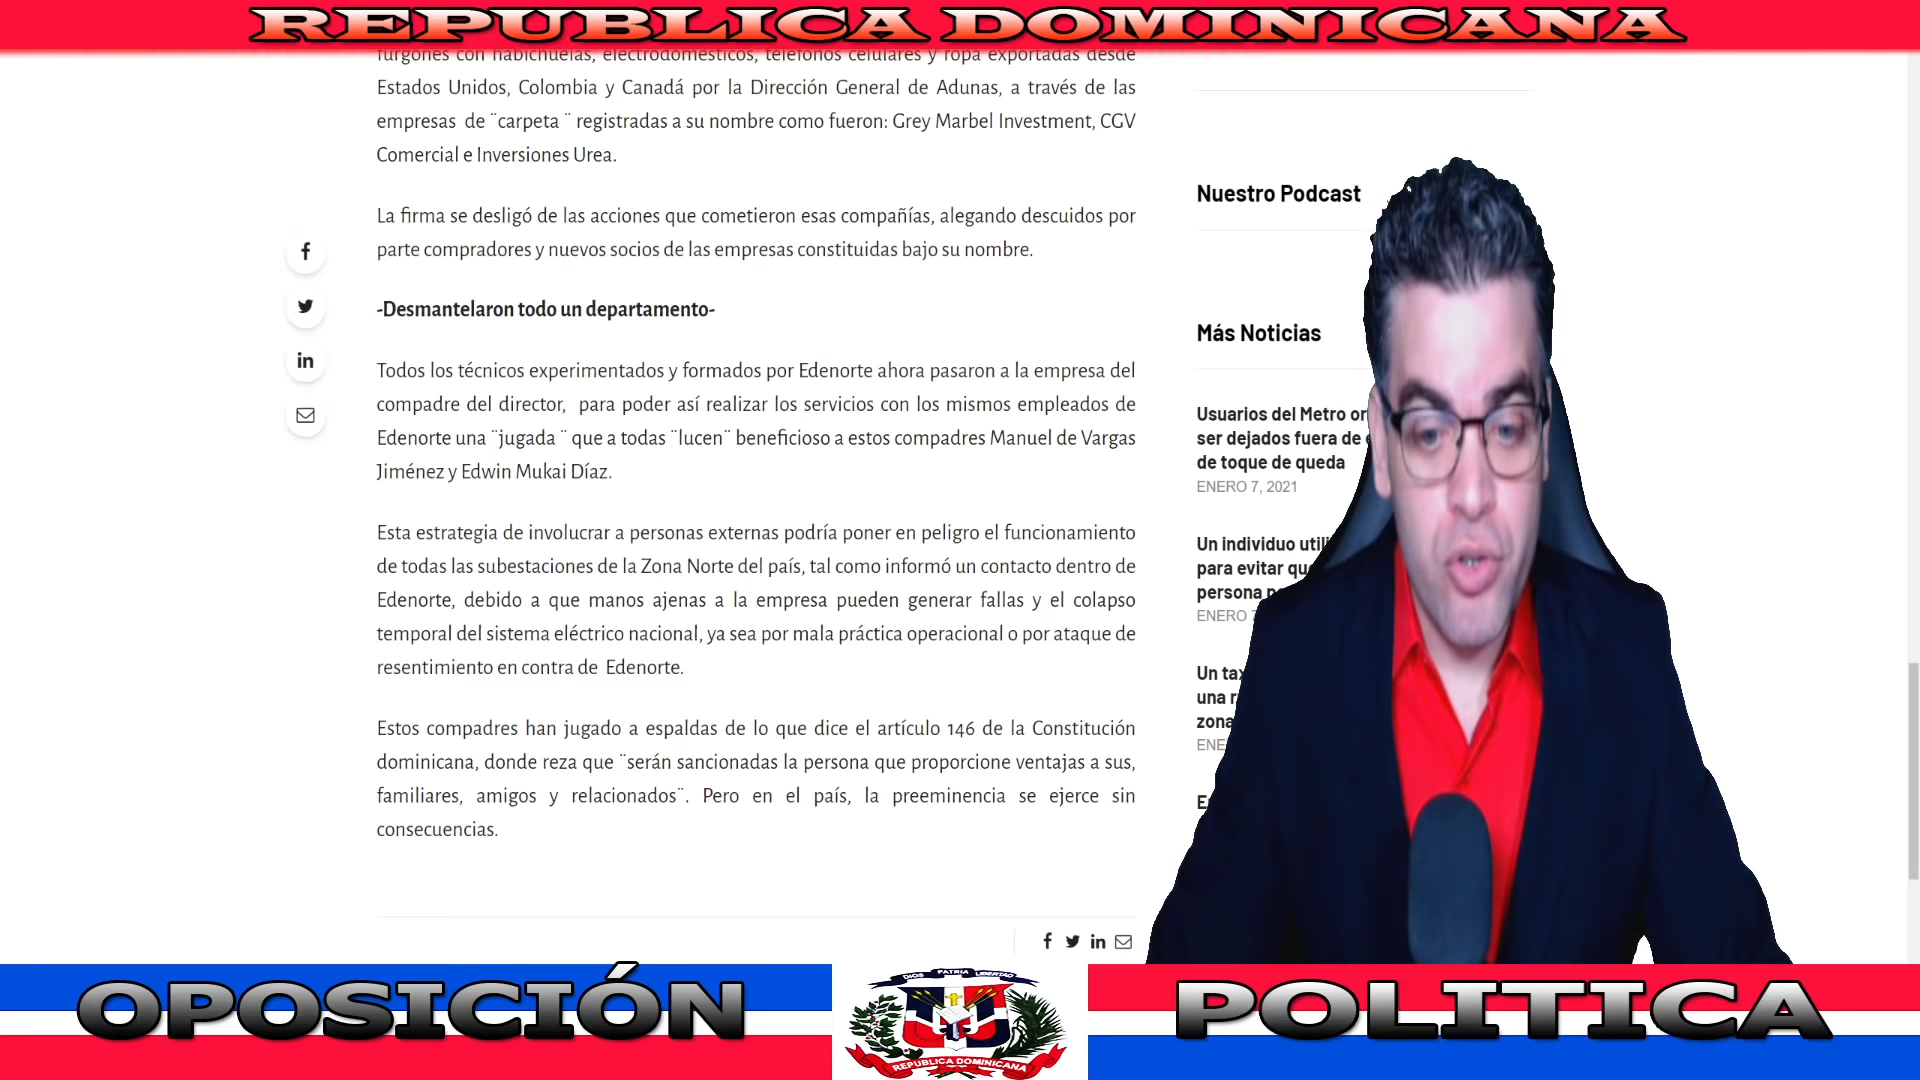 REPUBLICA DOMINICANA
furgones con habichuelas, electrodomésticos, teléfonos celulares y ropa exportadas desde
Estados Unidos, Colombia y Canadá por la Dirección General de Adunas, a través de las
empresas de ¨carpeta ¨ registradas a su nombre como fueron: Grey Marbel Investment, CGV
Comercial e Inversiones Urea.
La firma se desligó de las acciones que cometieron esas compañías, alegando descuidos por
parte compradores y nuevos socios de las empresas constituidas bajo su nombre.
-Desmantelaron todo un departamento-
Todos los técnicos experimentados y formados por Edenorte ahora pasaron a la empresa del
compadre del director, para poder así realizar los servicios con los mismos empleados de
Edenorte una ¨jugada ¨ que a todas ¨lucen¨ beneficioso a estos compadres Manuel de Vargas
Jiménez y Edwin Mukai Díaz.
Esta estrategia de involucrar a personas externas podría poner en peligro el funcionamiento
de todas las subestaciones de la Zona Norte del país, tal como informó un contacto dentro de
Edenorte, debido a que manos ajenas a la empresa pueden generar fallas y el colapso
temporal del sistema eléctrico nacional, ya sea por mala práctica operacional o por ataque de
resentimiento en contra de Edenorte.
Estos compadres han jugado a espaldas de lo que dice el artículo 146 de la Constitución
dominicana, donde reza que ¨serán sancionadas la persona que proporcione ventajas a sus,
familiares, amigos y relacionados¨. Pero en el país, la preeminencia se ejerce sin
consecuencias.
Nuestro Podcast
Más Noticias
Usuarios del Metro
ser dejados fuera de
de toque de queda
ENERO 7, 2021
Un individuo
para evitar
persona
ENERO
Un
una
zona
OPOSICIÓN
DIOS PATRIA LIBERTAD
REPUBLICA DOMINICANA
POLITICA